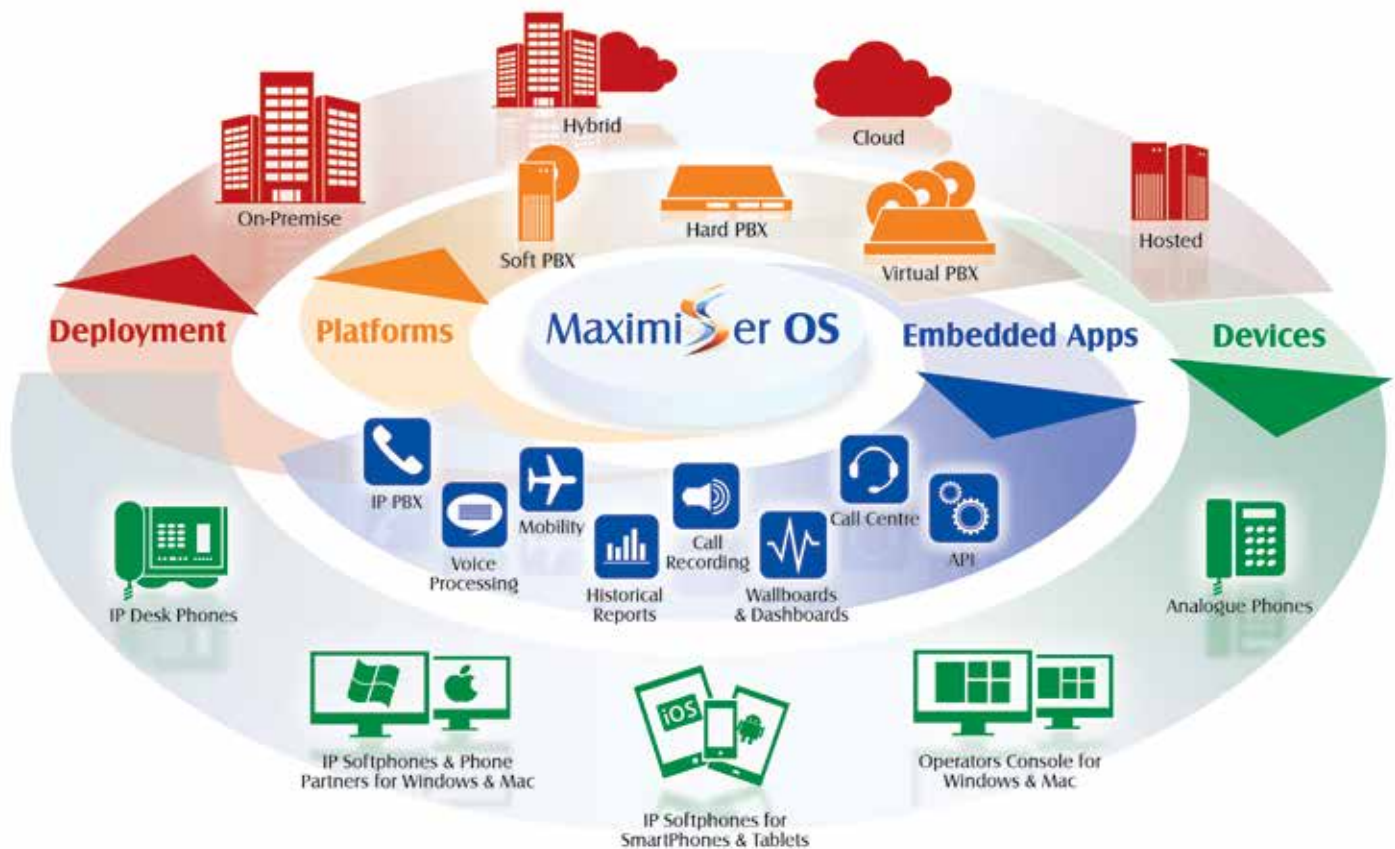 Hybrid
Cloud
On-Premise
Hard PBX
Hosted
Soft PBX
Virtual PBX
Deployment
Platforms
Maximiser OS
Embedded Apps
Devices
IP PBX
Voice
Processing
Mobility
Historical
Reports
Call
Recording
Wallboards
& Dashboards
Call Centre
API
IP Desk Phones
Analogue Phones
IP Softphones & Phone
Partners for Windows & Mac
iOS
IP Softphones for
SmartPhones & Tablets
Operators Console for
Windows & Mac